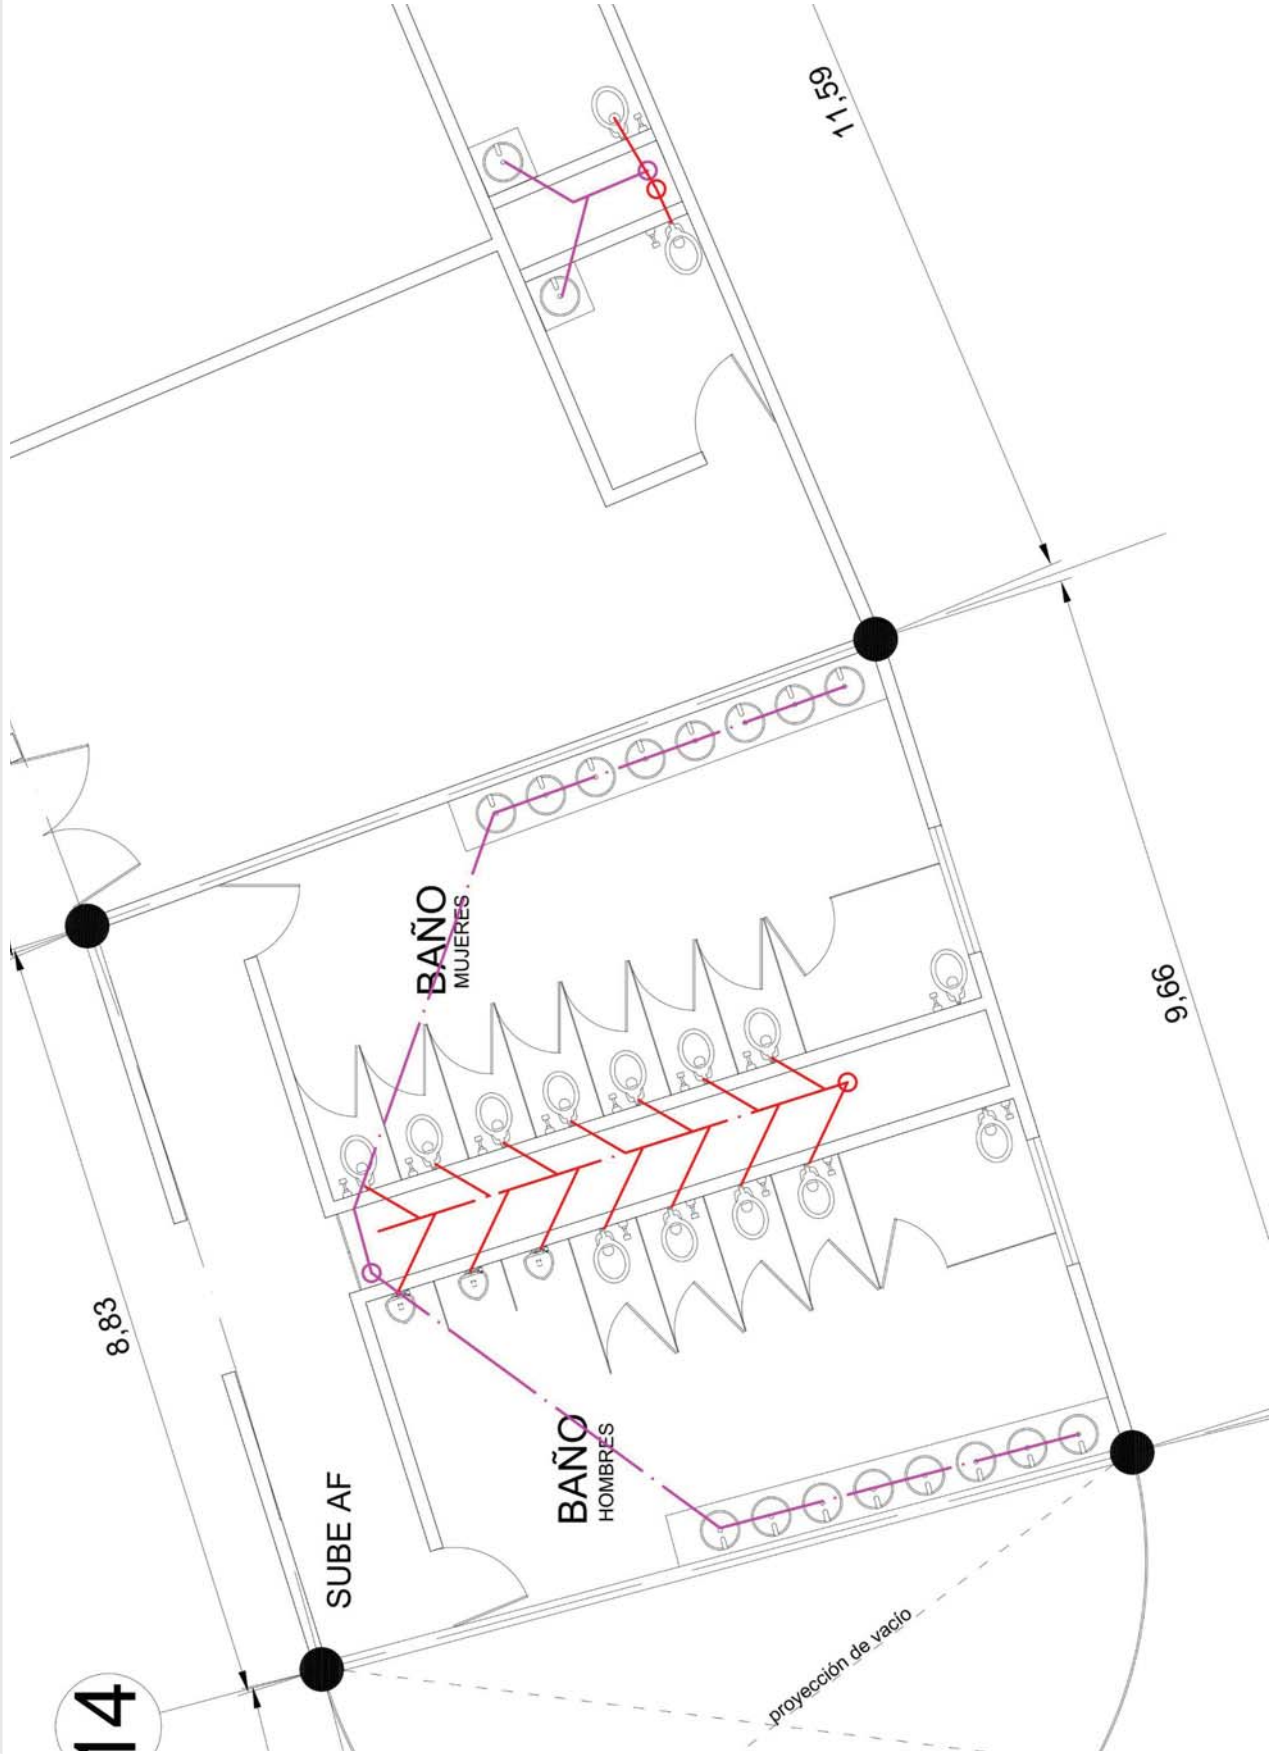 11,59
BAÑO
MUJERES
9,66
8,83
BAÑO
HOMBRES
SUBE AF
proyección de vacio
14